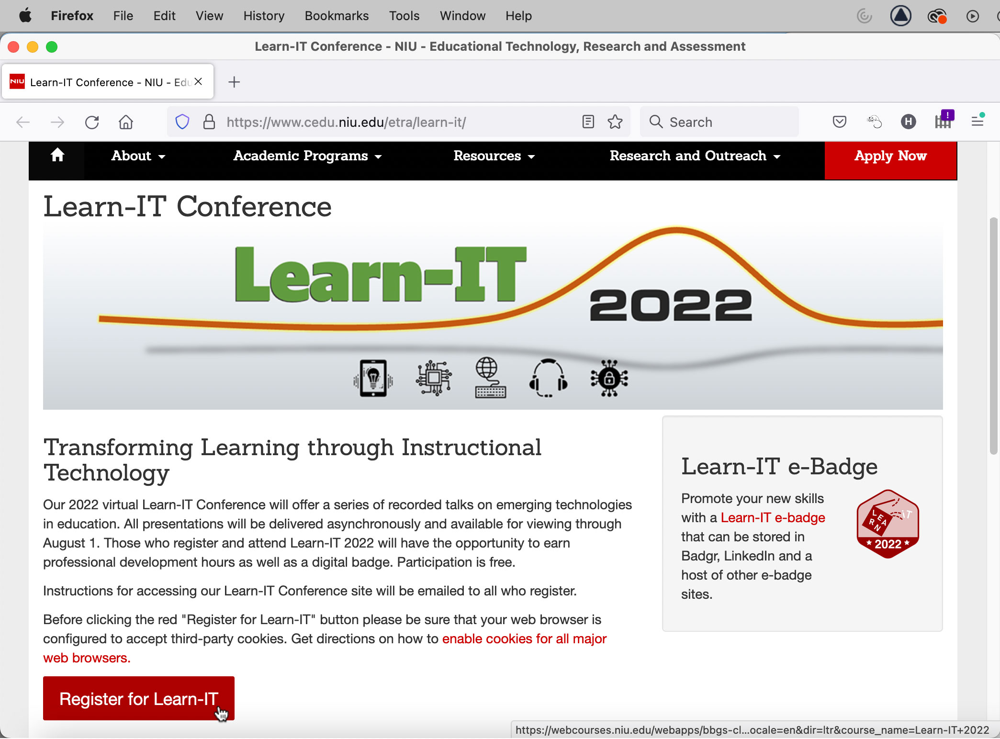 Firefox File Edit View History Bookmarks Tools Window Help
Learn-IT Conference - NIU - Educational Technology, Research and Assessment
NIU Learn-IT Conference - NIU - Edu
https://www.cedu.niu.edu/etra/learn-it/ Search H !
About Academic Programs Resources Research and Outreach Apply Now
Learn-IT Conference
Learn-IT
2022
Transforming Learning through Instructional
Technology
Our 2022 virtual Learn-IT Conference will offer a series of recorded talks on emerging technologies
in education. All presentations will be delivered asynchronously and available for viewing through
August 1. Those who register and attend Learn-IT 2022 will have the opportunity to earn
professional development hours as well as a digital badge. Participation is free.
Instructions for accessing our Learn-IT Conference site will be emailed to all who register.
Before clicking the red "Register for Learn-IT" button please be sure that your web browser is
configured to accept third-party cookies. Get directions on how to enable cookies for all major
web browsers.
Register for Learn-IT
Learn-IT e-Badge
Promote your new skills
with a Learn-IT e-badge
that can be stored in
Badgr, LinkedIn and a
host of other e-badge
sites.
LEARN iT
2022
https://webcourses.niu.edu/webapps/bbgs-cl...ocale=en&dir=ltr&course_name=Learn-IT+2022